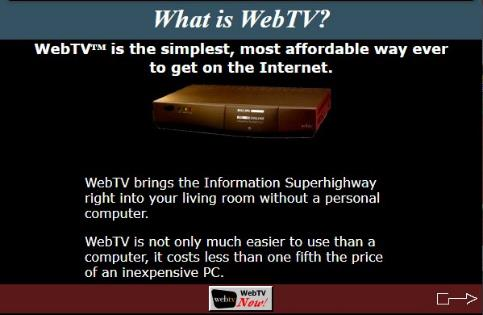 What is WebTV?
WebTV™ is the simplest, most affordable way ever
to get on the Internet.
WebTV brings the Information Superhighway
right into your living room without a personal
computer.
WebTV is not only much easier to use than a
computer, it costs less than one fifth the price
of an inexpensive PC.
webtv
WebTV
Now!